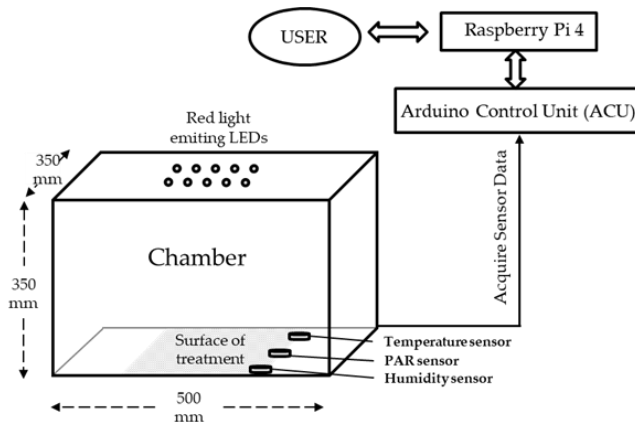 USER
Raspberry Pi 4
Arduino Control Unit (ACU)
Red light
emiting LEDs
350
mm
350
mm
Chamber
Acquire Sensor Data
Surface of
treatment
Temperature sensor
PAR sensor
Humidity sensor
500
mm